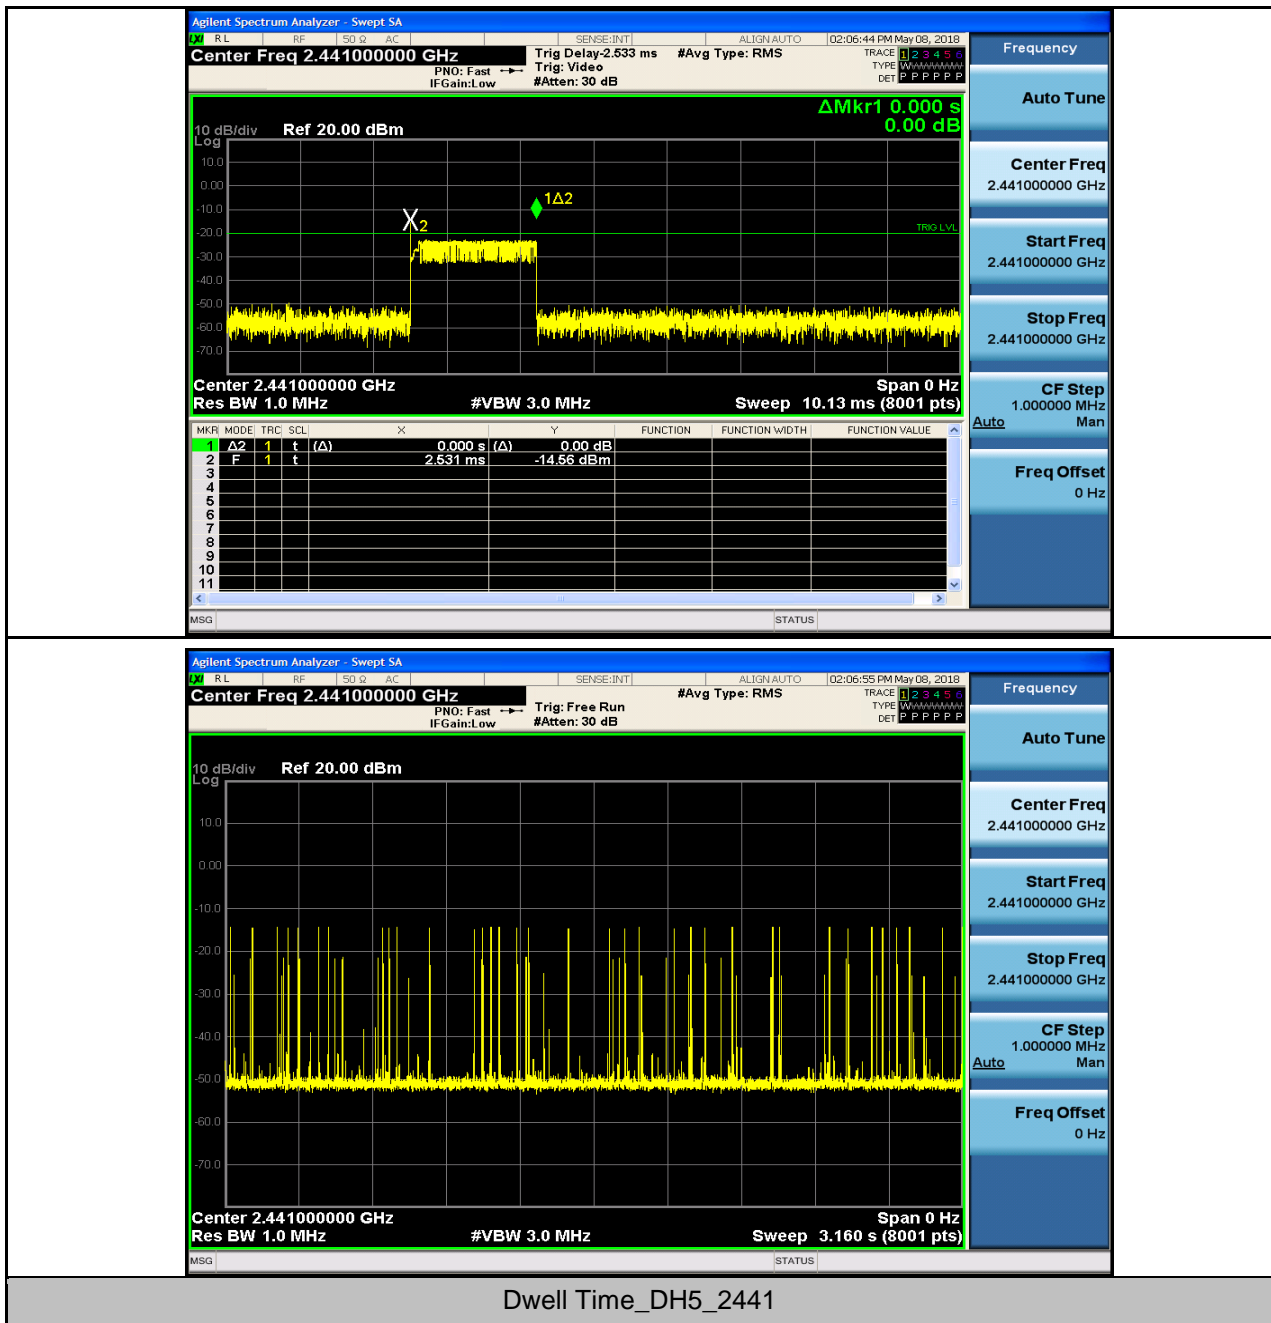 Agilent Spectrum Analyzer - Swept SA
LXI RL RF 50 Ω AC SENSE:INT ALIGN AUTO 02:06:44 PM May 08, 2018
Center Freq 2.441000000 GHz
PNO: Fast
IFGain:Low
Trig Delay-2.533 ms
Trig: Video
#Atten: 30 dB
#Avg Type: RMS
TRACE 1 2 3 4 5 6
TYPE WWWWWW
DET P P P P P P
ΔMkr1 0.000 s
0.00 dB
10 dB/div
Log
Ref 20.00 dBm
10.0
0.00
-10.0
-20.0
-30.0
-40.0
-50.0
-60.0
-70.0
1Δ2
X2
TRIG LVL
Center 2.441000000 GHz
Span 0 Hz
Res BW 1.0 MHz
#VBW 3.0 MHz
Sweep 10.13 ms (8001 pts)
MKR MODE TRC SCL X Y FUNCTION FUNCTION WIDTH FUNCTION VALUE
1 Δ2 1 t (Δ) 0.000 s (Δ) 0.00 dB
2 F 1 t 2.531 ms -14.56 dBm
3
4
5
6
7
8
9
10
11
MSG STATUS
Frequency
Auto Tune
Center Freq
2.441000000 GHz
Start Freq
2.441000000 GHz
Stop Freq
2.441000000 GHz
CF Step
1.000000 MHz
Auto Man
Freq Offset
0 Hz
Agilent Spectrum Analyzer - Swept SA
LXI RL RF 50 Ω AC SENSE:INT ALIGN AUTO 02:06:55 PM May 08, 2018
Center Freq 2.441000000 GHz
PNO: Fast
IFGain:Low
Trig: Free Run
#Atten: 30 dB
#Avg Type: RMS
TRACE 1 2 3 4 5 6
TYPE WWWWWW
DET P P P P P P
10 dB/div
Log
Ref 20.00 dBm
10.0
0.00
-10.0
-20.0
-30.0
-40.0
-50.0
-60.0
-70.0
Center 2.441000000 GHz
Span 0 Hz
Res BW 1.0 MHz
#VBW 3.0 MHz
Sweep 3.160 s (8001 pts)
MSG STATUS
Frequency
Auto Tune
Center Freq
2.441000000 GHz
Start Freq
2.441000000 GHz
Stop Freq
2.441000000 GHz
CF Step
1.000000 MHz
Auto Man
Freq Offset
0 Hz
Dwell Time_DH5_2441